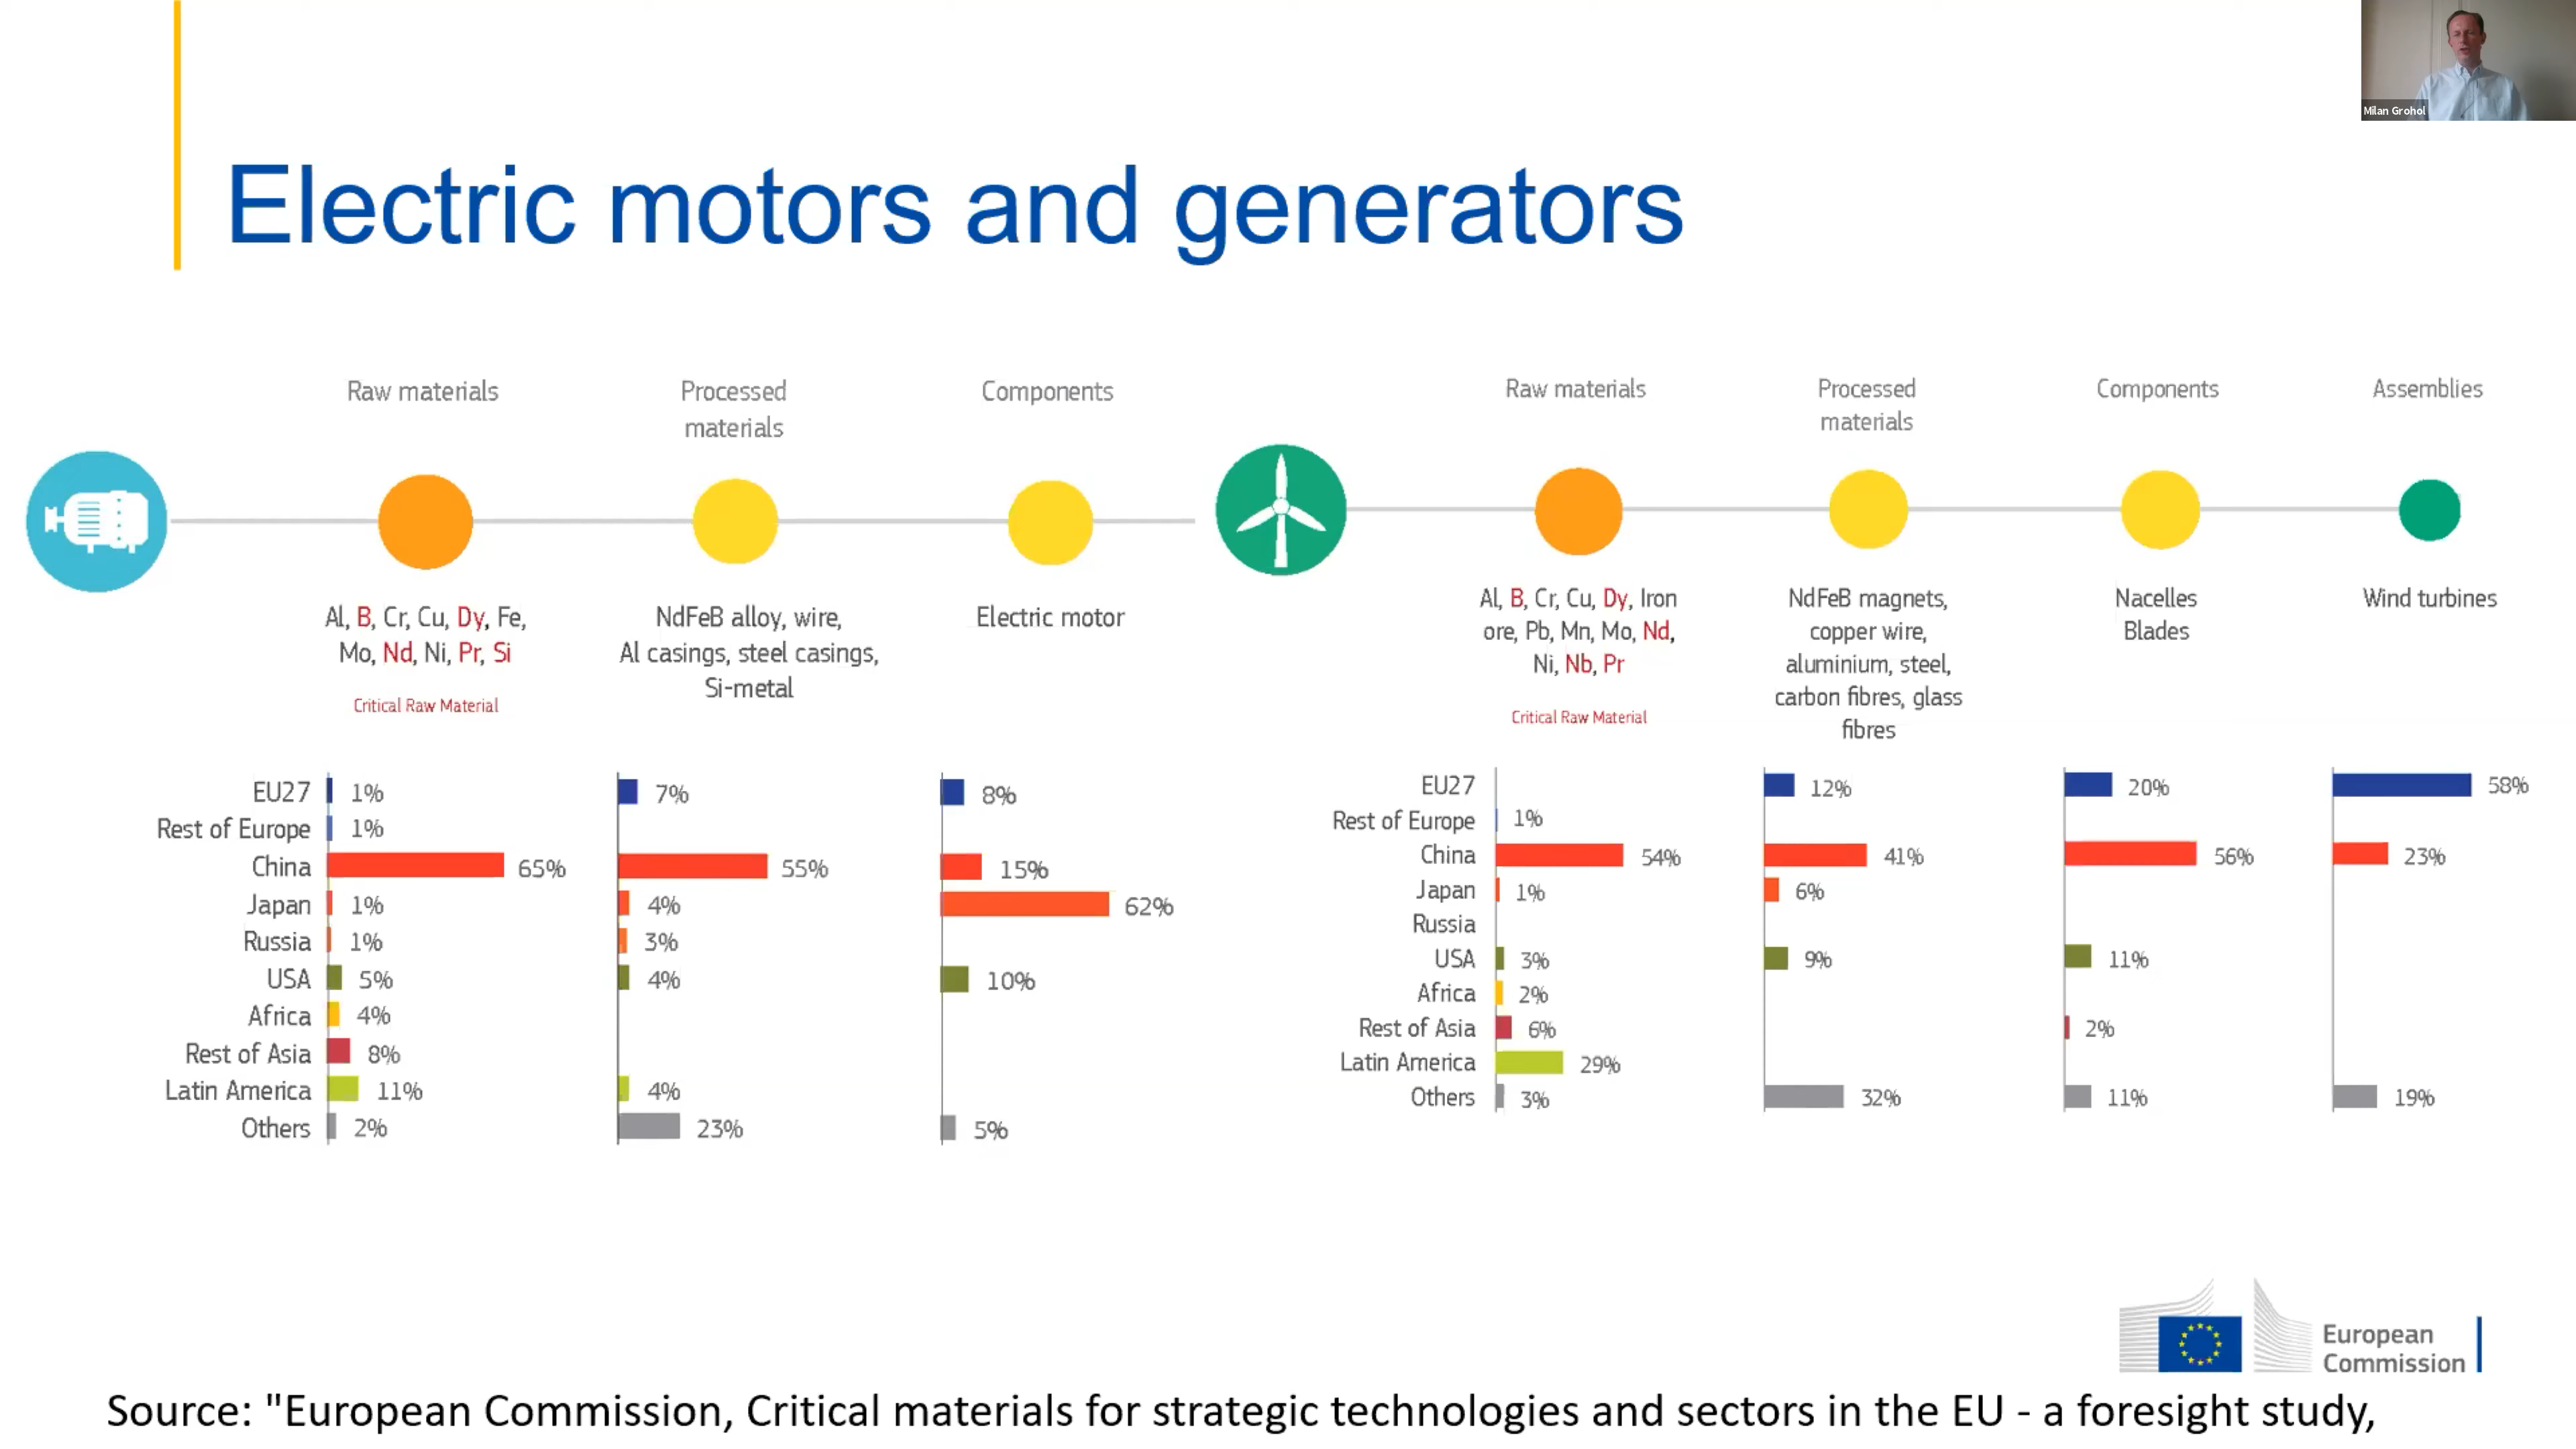 Milan Grohol
Electric motors and generators
Raw materials
Processed
materials
Components
Al, B, Cr, Cu, Dy, Fe,
Mo, Nd, Ni, Pr, Si
Critical Raw Material
NdFeB alloy, wire,
Al casings, steel casings,
Si-metal
Electric motor
EU27 1% 7% 8%
Rest of Europe 1%
China 65% 55% 15%
Japan 1% 4% 62%
Russia 1% 3%
USA 5% 4% 10%
Africa 4%
Rest of Asia 8%
Latin America 11% 4%
Others 2% 23% 5%
Raw materials
Processed
materials
Components
Assemblies
Al, B, Cr, Cu, Dy, Iron
ore, Pb, Mn, Mo, Nd,
Ni, Nb, Pr
Critical Raw Material
NdFeB magnets,
copper wire,
aluminium, steel,
carbon fibres, glass
fibres
Nacelles
Blades
Wind turbines
EU27 12% 20% 58%
Rest of Europe 1%
China 54% 41% 56% 23%
Japan 1% 6%
Russia
USA 3% 9% 11%
Africa 2%
Rest of Asia 6% 2%
Latin America 29%
Others 3% 32% 11% 19%
European
Commission
Source: "European Commission, Critical materials for strategic technologies and sectors in the EU - a foresight study,